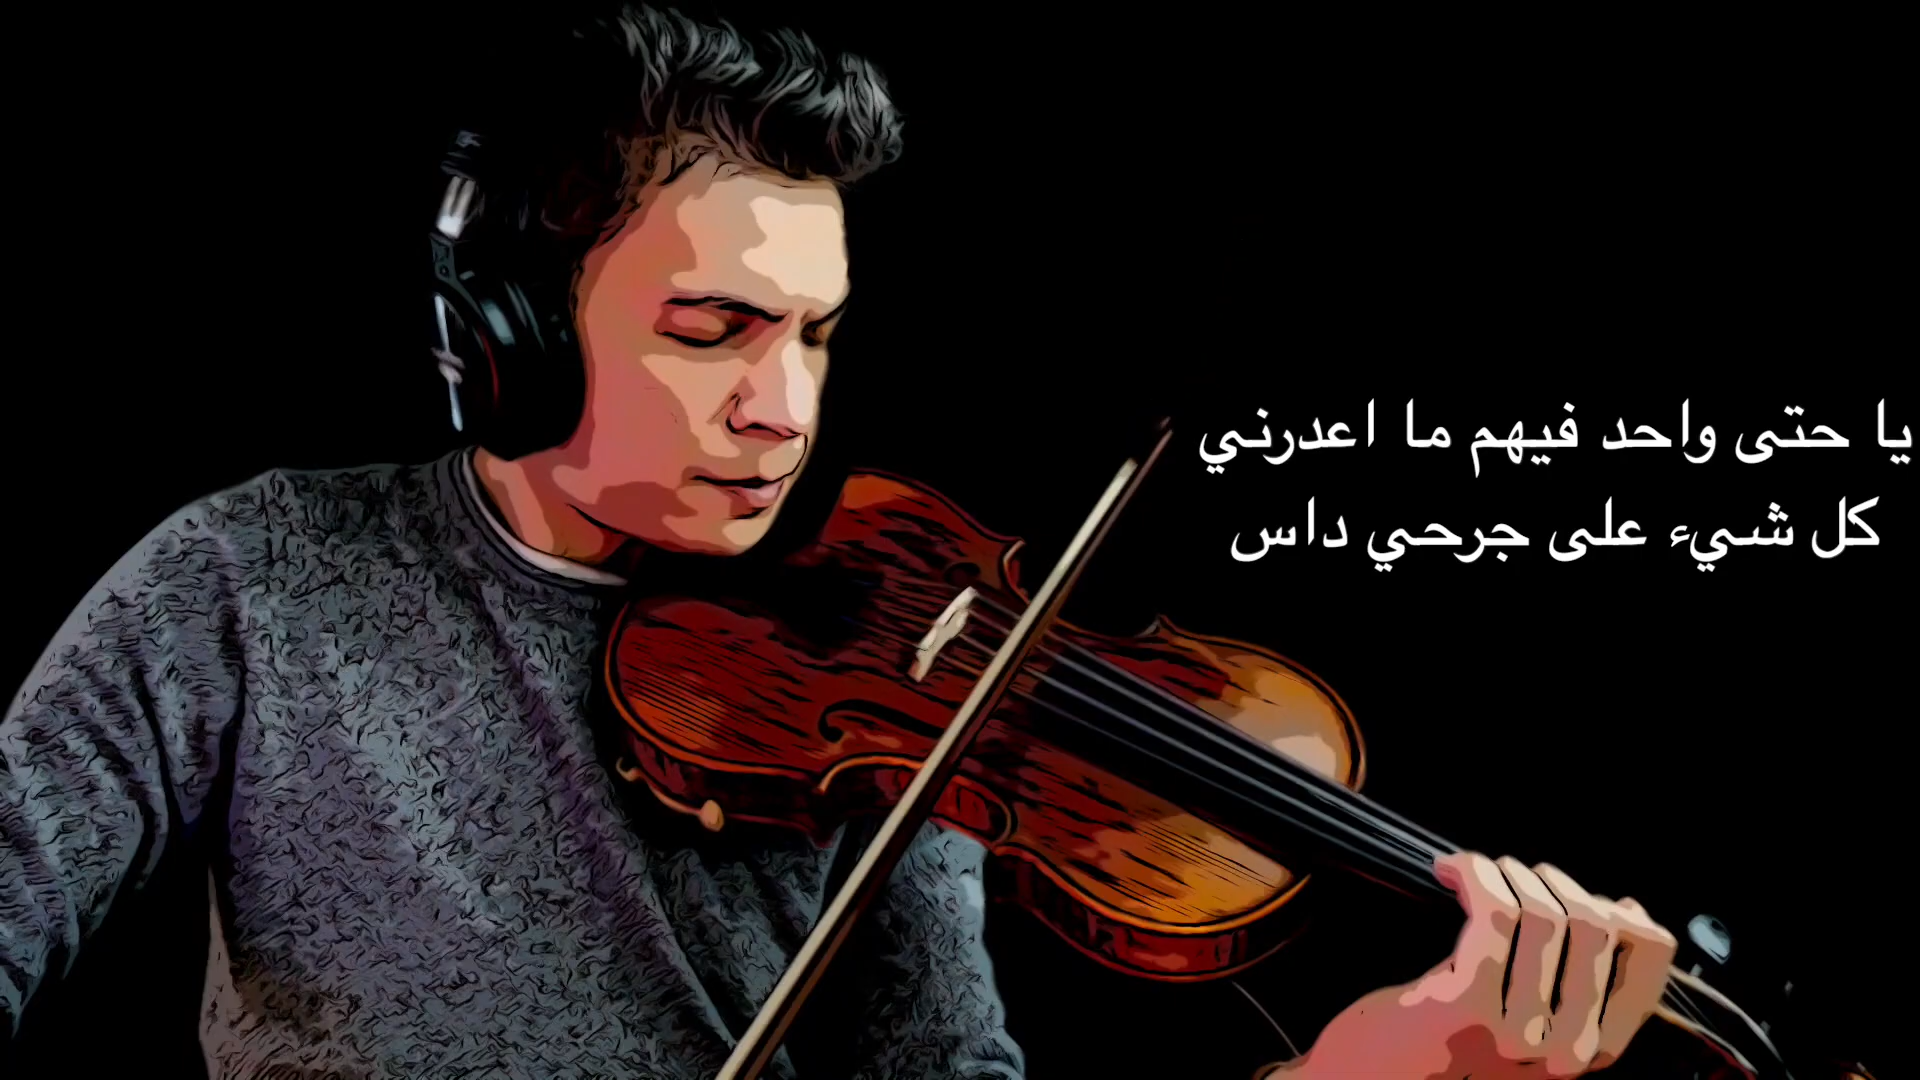 يا حتى واحد فيهم ما اعدرني
كل شيء على جرحي داس